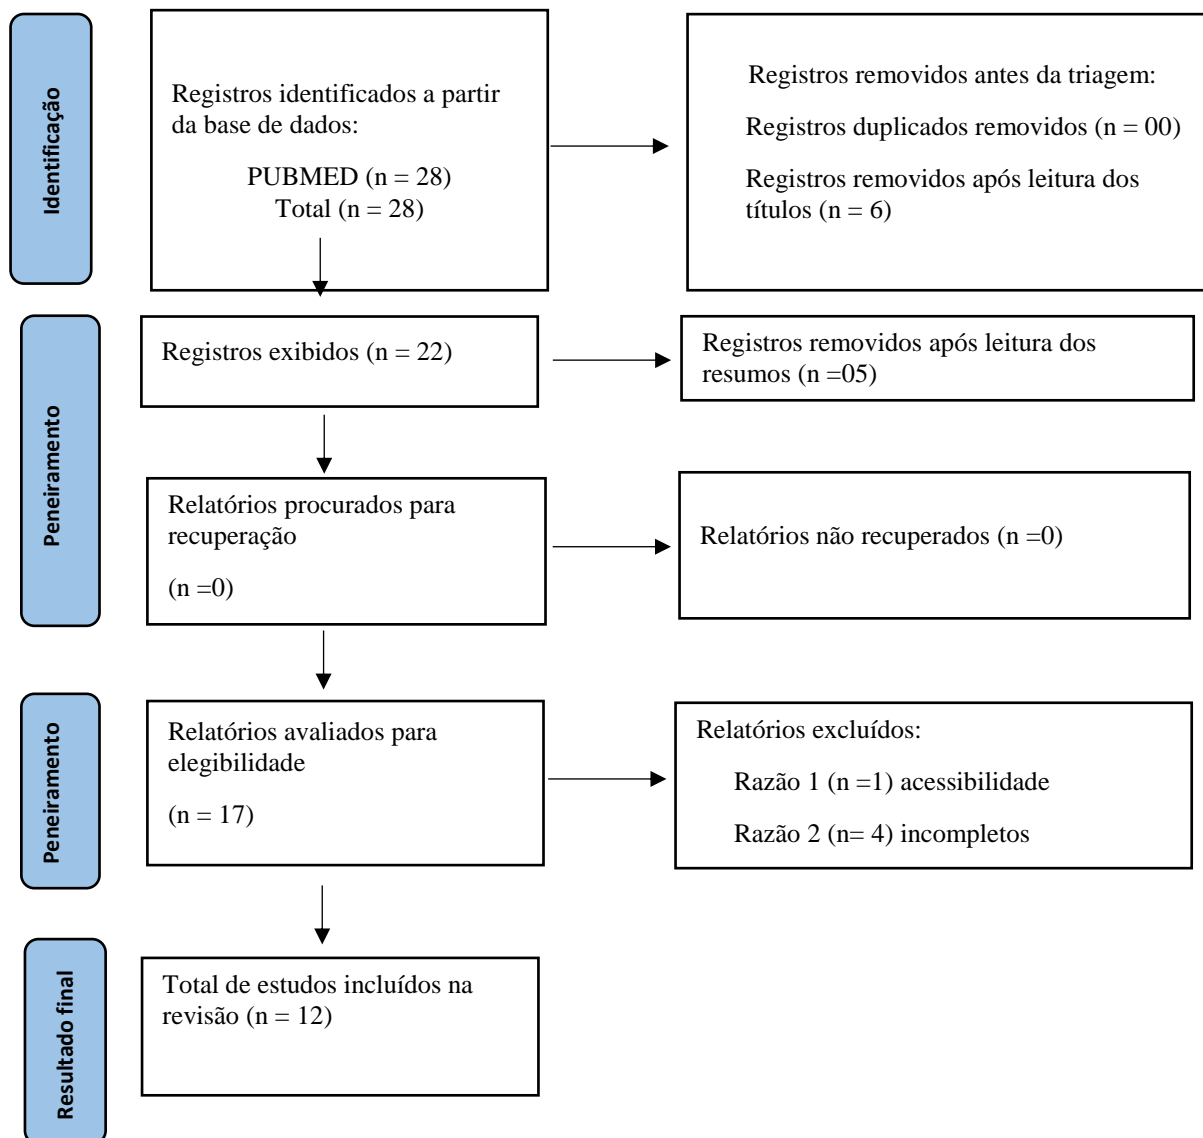 Identificação
Registros identificados a partir
da base de dados:
PUBMED (n = 28)
Total (n = 28)
Registros removidos antes da triagem:
Registros duplicados removidos (n = 00)
Registros removidos após leitura dos
títulos (n = 6)
Peneiramento
Registros exibidos (n = 22)
Registros removidos após leitura dos
resumos (n =05)
Relatórios procurados para
recuperação
(n =0)
Relatórios não recuperados (n =0)
Peneiramento
Relatórios avaliados para
elegibilidade
(n = 17)
Relatórios excluídos:
Razão 1 (n =1) acessibilidade
Razão 2 (n= 4) incompletos
Resultado final
Total de estudos incluídos na
revisão (n = 12)